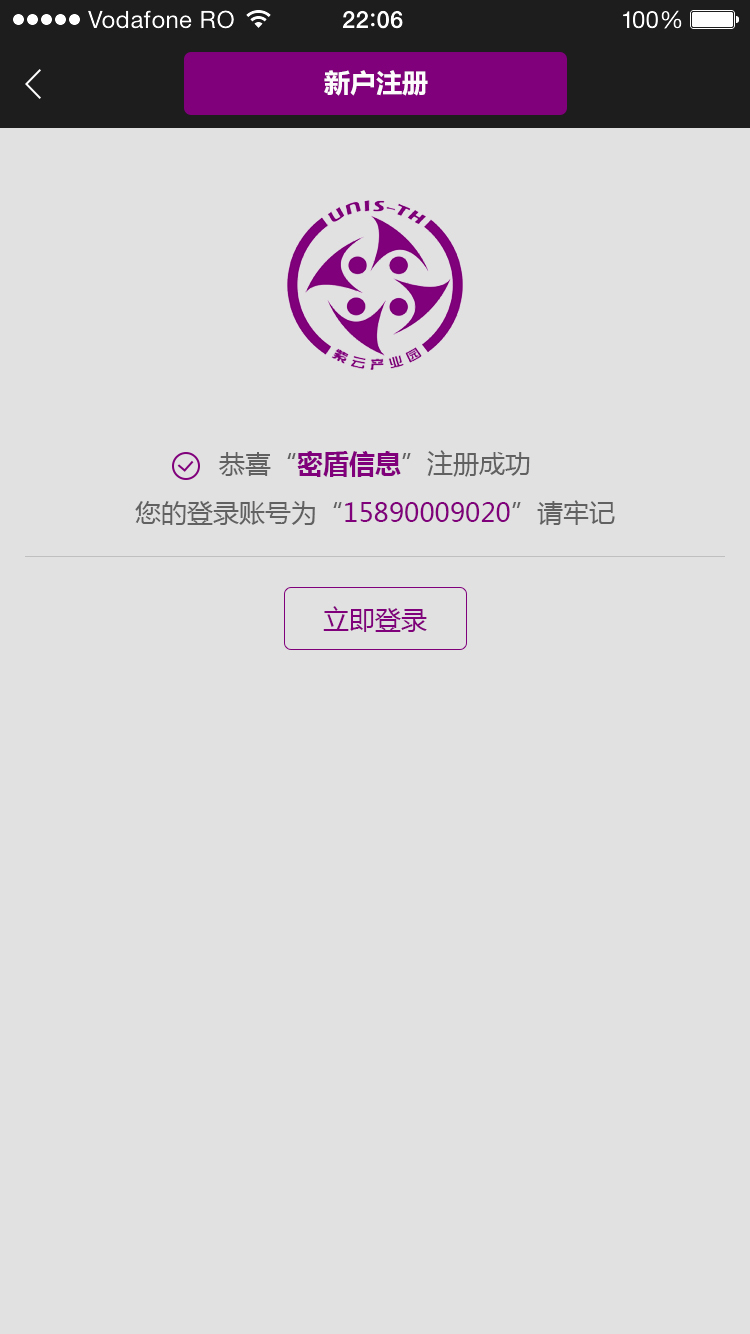 Vodafone RO 22:06 100%
新户注册
UNIS-TH
紫云产业园
恭喜“密盾信息”注册成功
您的登录账号为“15890009020”请牢记
立即登录